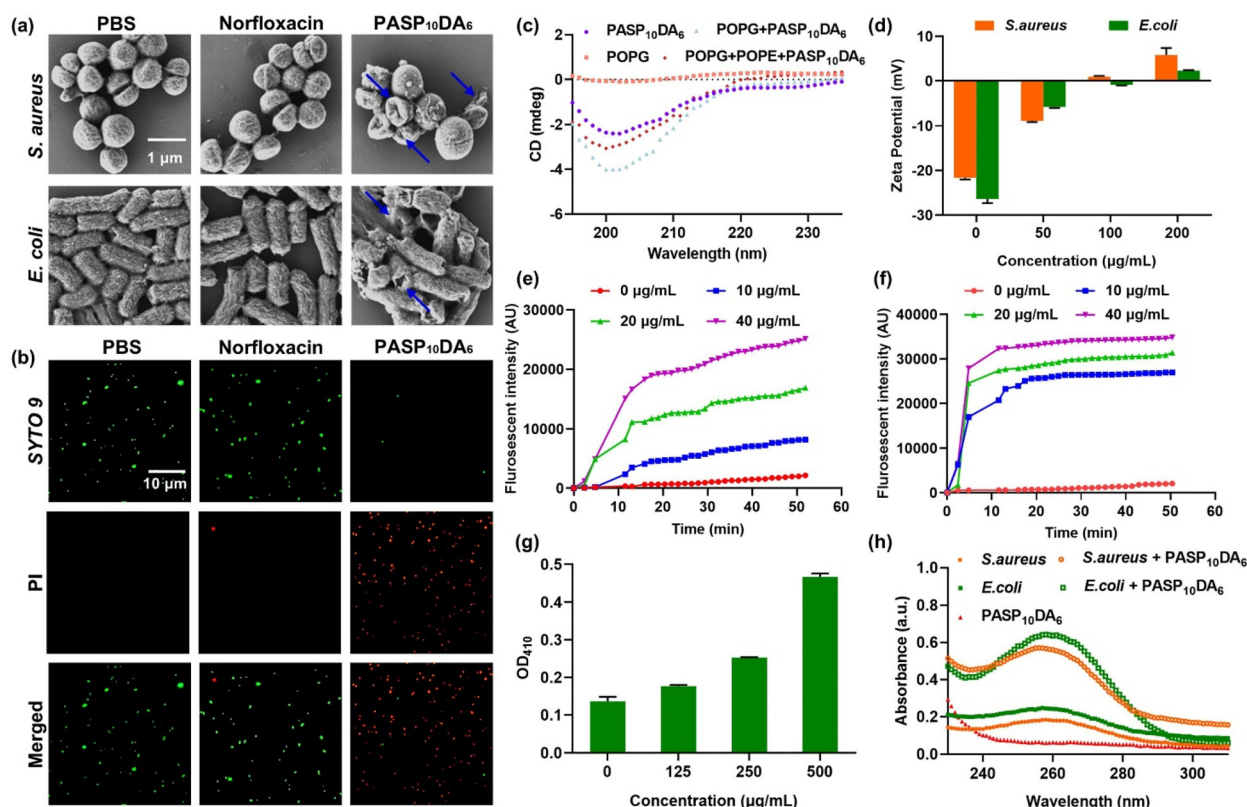 (a)
PBS
Norfloxacin
PASP₁₀DA₆
S. aureus
1 µm
E. coli
(b)
PBS
Norfloxacin
PASP₁₀DA₆
SYTO 9
10 µm
PI
Merged
(c)
PASP₁₀DA₆
POPG+PASP₁₀DA₆
POPG
POPG+POPE+PASP₁₀DA₆
CD (mdeg)
2
0
-2
-4
-6
200
210
220
230
Wavelength (nm)
(d)
S.aureus
E.coli
Zeta Potential (mV)
10
0
-10
-20
-30
0
50
100
200
Concentration (µg/mL)
(e)
0 µg/mL
10 µg/mL
20 µg/mL
40 µg/mL
Flurosescent intensity (AU)
30000
20000
10000
0
0
10
20
30
40
50
60
Time (min)
(f)
0 µg/mL
10 µg/mL
20 µg/mL
40 µg/mL
Flurosescent intensity (AU)
40000
30000
20000
10000
0
0
10
20
30
40
50
60
Time (min)
(g)
OD₄₁₀
0.5
0.4
0.3
0.2
0.1
0.0
0
125
250
500
Concentration (µg/mL)
(h)
S.aureus
S.aureus + PASP₁₀DA₆
E.coli
E.coli + PASP₁₀DA₆
PASP₁₀DA₆
Absorbance (a.u.)
1.0
0.8
0.6
0.4
0.2
0.0
240
260
280
300
Wavelength (nm)